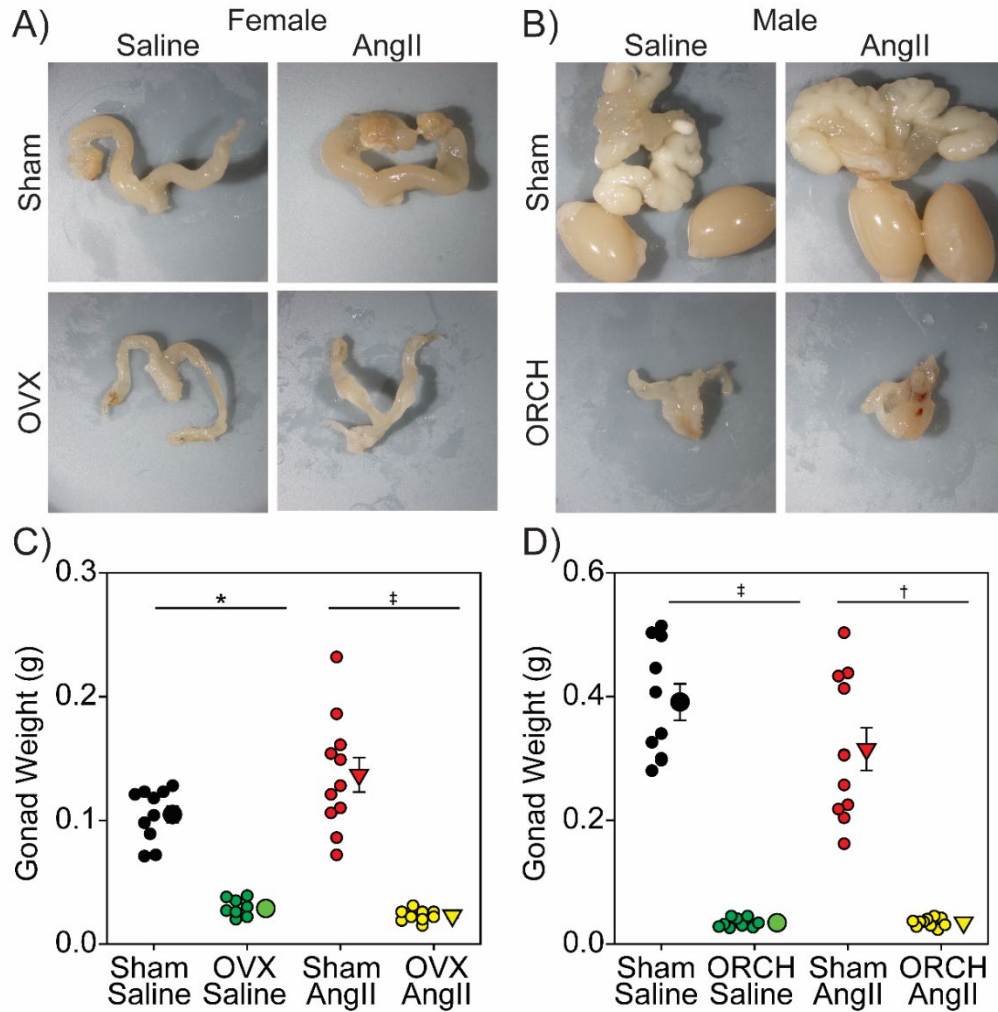 A)
Female
Saline
AngII
Sham
OVX
B)
Male
Saline
AngII
Sham
ORCH
C)
Gonad Weight (g)
0.3
0.2
0.1
0.0
*
‡
Sham
Saline
OVX
Saline
Sham
AngII
OVX
AngII
D)
Gonad Weight (g)
0.6
0.4
0.2
0.0
‡
†
Sham
Saline
ORCH
Saline
Sham
AngII
ORCH
AngII